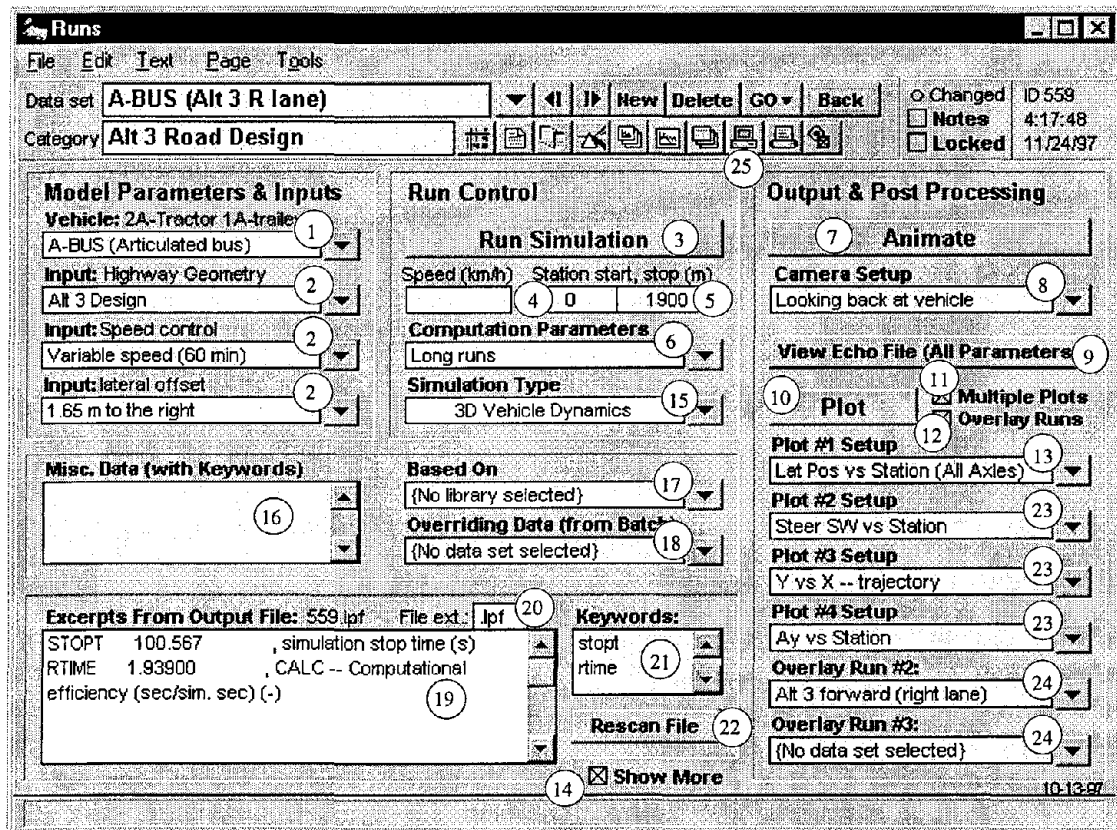 Runs
File Edit Text Page Tools
Data set A-BUS (Alt 3 R lane) New Delete GO Back
Changed ID 559
Notes 4:17:48
Category Alt 3 Road Design
Locked 11/24/97
25
Model Parameters & Inputs
Vehicle: 2A-Tractor 1A-trailer
1
A-BUS (Articulated bus)
Input: Highway Geometry
2
Alt 3 Design
Input: Speed control
2
Variable speed (60 min)
Input: lateral offset
2
1.65 m to the right
Run Control
Run Simulation 3
Speed (km/h) Station start, stop (m)
4 0 1900 5
Computation Parameters
6
Long runs
Simulation Type
15
3D Vehicle Dynamics
Output & Post Processing
7 Animate
Camera Setup
8
Looking back at vehicle
View Echo File (All Parameters 9
11
10 Plot
Multiple Plots
Overlay Runs
12
Plot #1 Setup
13
Lat Pos vs Station (All Axles)
Plot #2 Setup
23
Steer SW vs Station
Plot #3 Setup
23
Y vs X -- trajectory
Plot #4 Setup
23
Ay vs Station
Overlay Run #2:
24
Alt 3 forward (right lane)
Overlay Run #3:
24
{No data set selected}
Misc. Data (with Keywords)
16
Based On
17
{No library selected}
Overriding Data (from Batch)
18
{No data set selected}
Excerpts From Output File: 559.lpf File ext.: .lpf 20
STOPT 100.567 , simulation stop time (s)
RTIME 1.93900 , CALC -- Computational
efficiency (sec/sim. sec) (-)
19
Keywords:
stopt
rtime
21
Rescan File 22
14 Show More
10-13-97